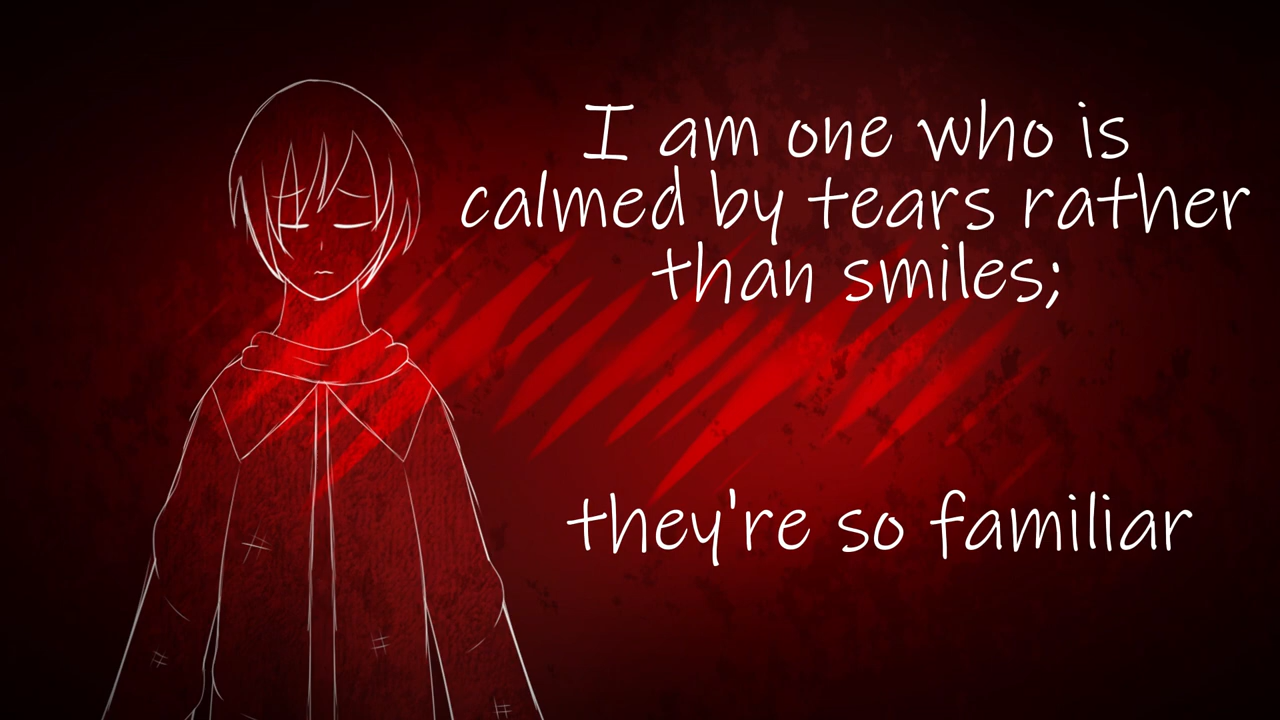 I am one who is
calmed by tears rather
than smiles;
they're so familiar